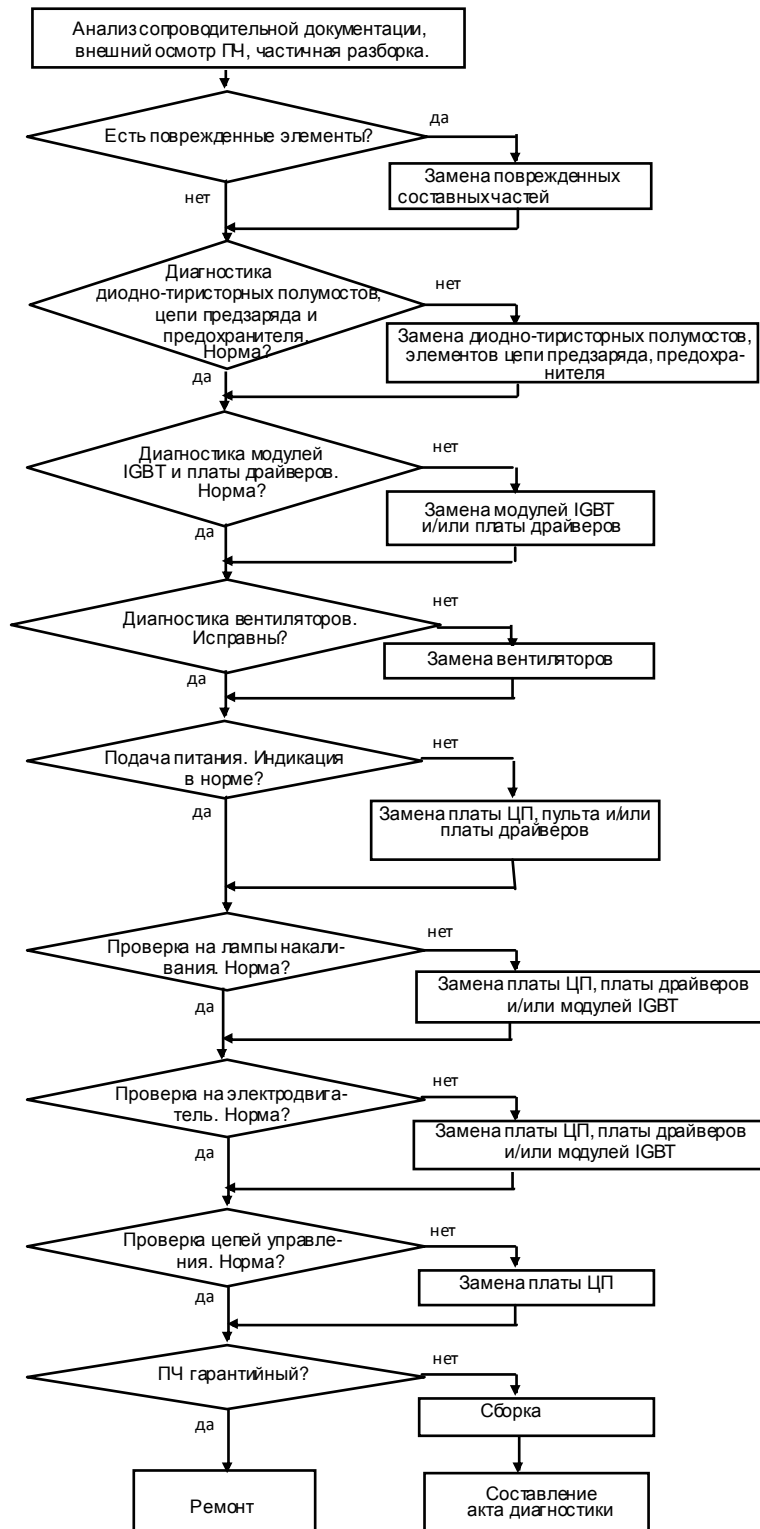 Анализ сопроводительной документации,
внешний осмотр ПЧ, частичная разборка.
Есть поврежденные элементы?
да
Замена поврежденных
составных частей
нет
Диагностика
диодно-тиристорных полумостов,
цепи предзаряда и
предохранителя.
Норма?
нет
Замена диодно-тиристорных полумостов,
элементов цепи предзаряда, предохра-
нителя
да
Диагностика модулей
IGBT и платы драйверов.
Норма?
нет
Замена модулей IGBT
и/или платы драйверов
да
Диагностика вентиляторов.
Исправны?
нет
Замена вентиляторов
да
Подача питания. Индикация
в норме?
нет
Замена платы ЦП, пульта и/или
платы драйверов
да
Проверка на лампы накали-
вания. Норма?
нет
Замена платы ЦП, платы драйверов
и/или модулей IGBT
да
Проверка на электродвига-
тель. Норма?
нет
Замена платы ЦП, платы драйверов
и/или модулей IGBT
да
Проверка цепей управле-
ния. Норма?
нет
Замена платы ЦП
да
ПЧ гарантийный?
нет
Сборка
да
Ремонт
Составление
акта диагностики